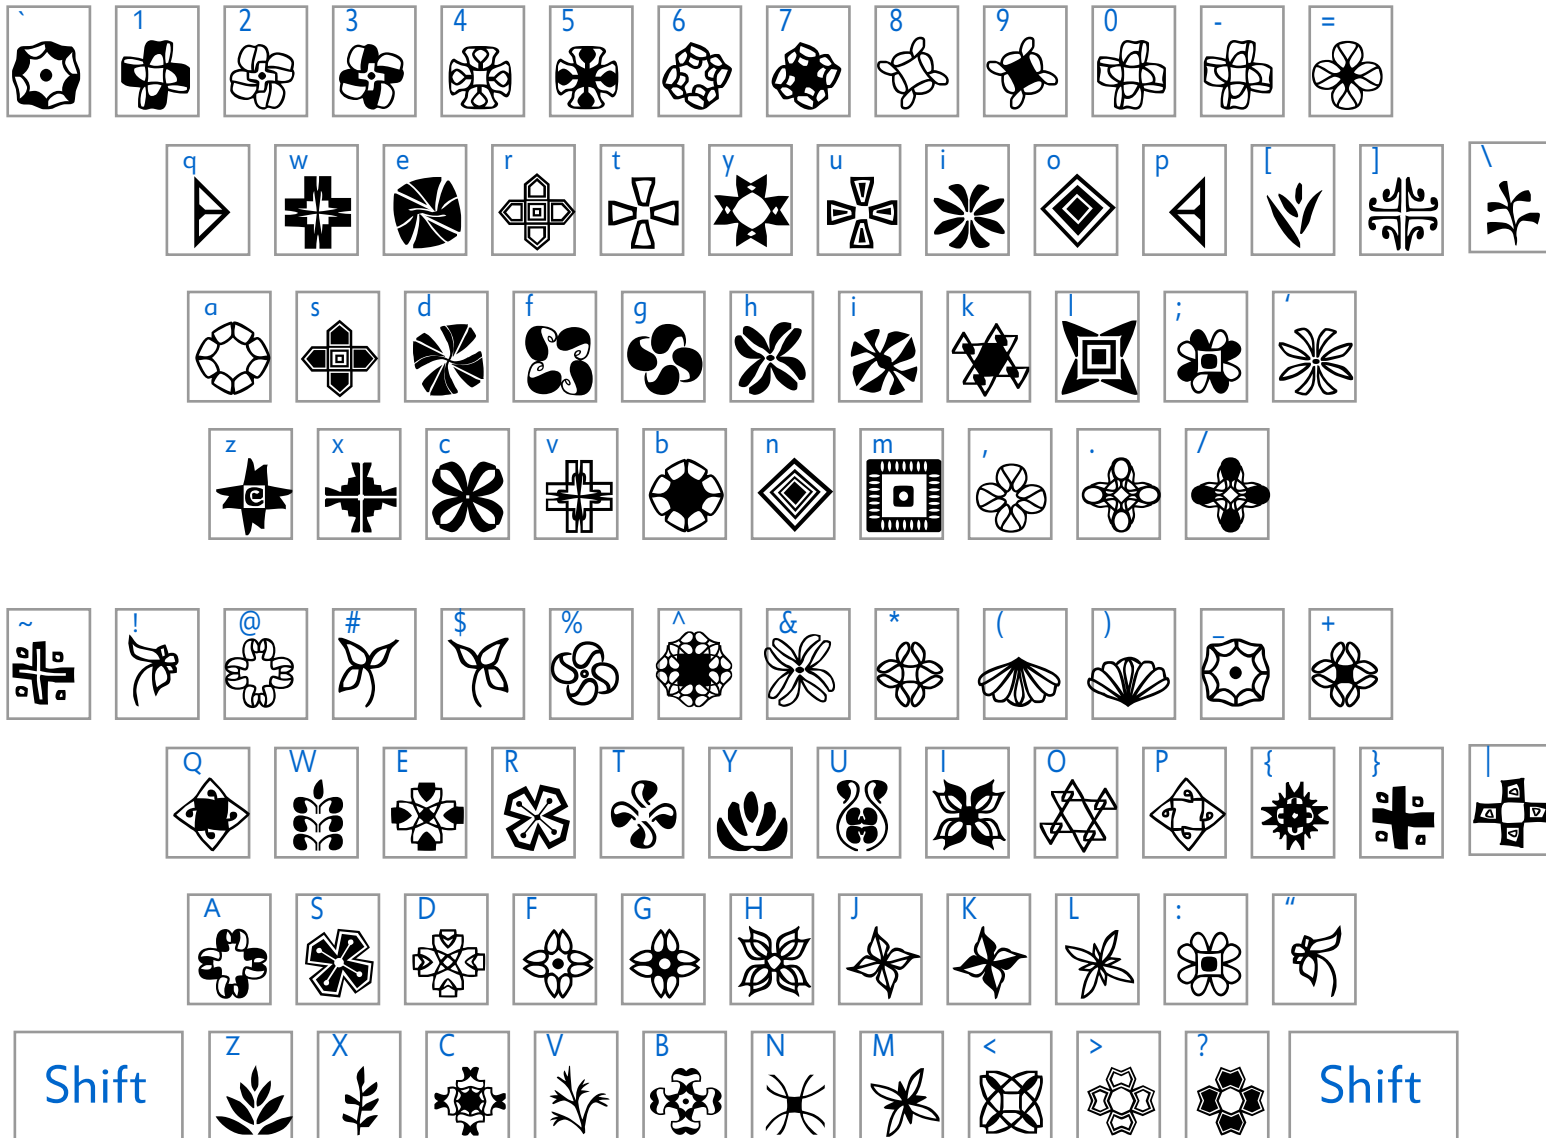 ` 1 2 3 4 5 6 7 8 9 0 - =
q w e r t y u i o p [ ] \
a s d f g h i k l ; ‘
z x c v b n m , . /
~ ! @ # $ % ^ & * ( ) _ +
Q W E R T Y U I O P { } |
A S D F G H J K L : “
Shift Z X C V B N M < > ? Shift